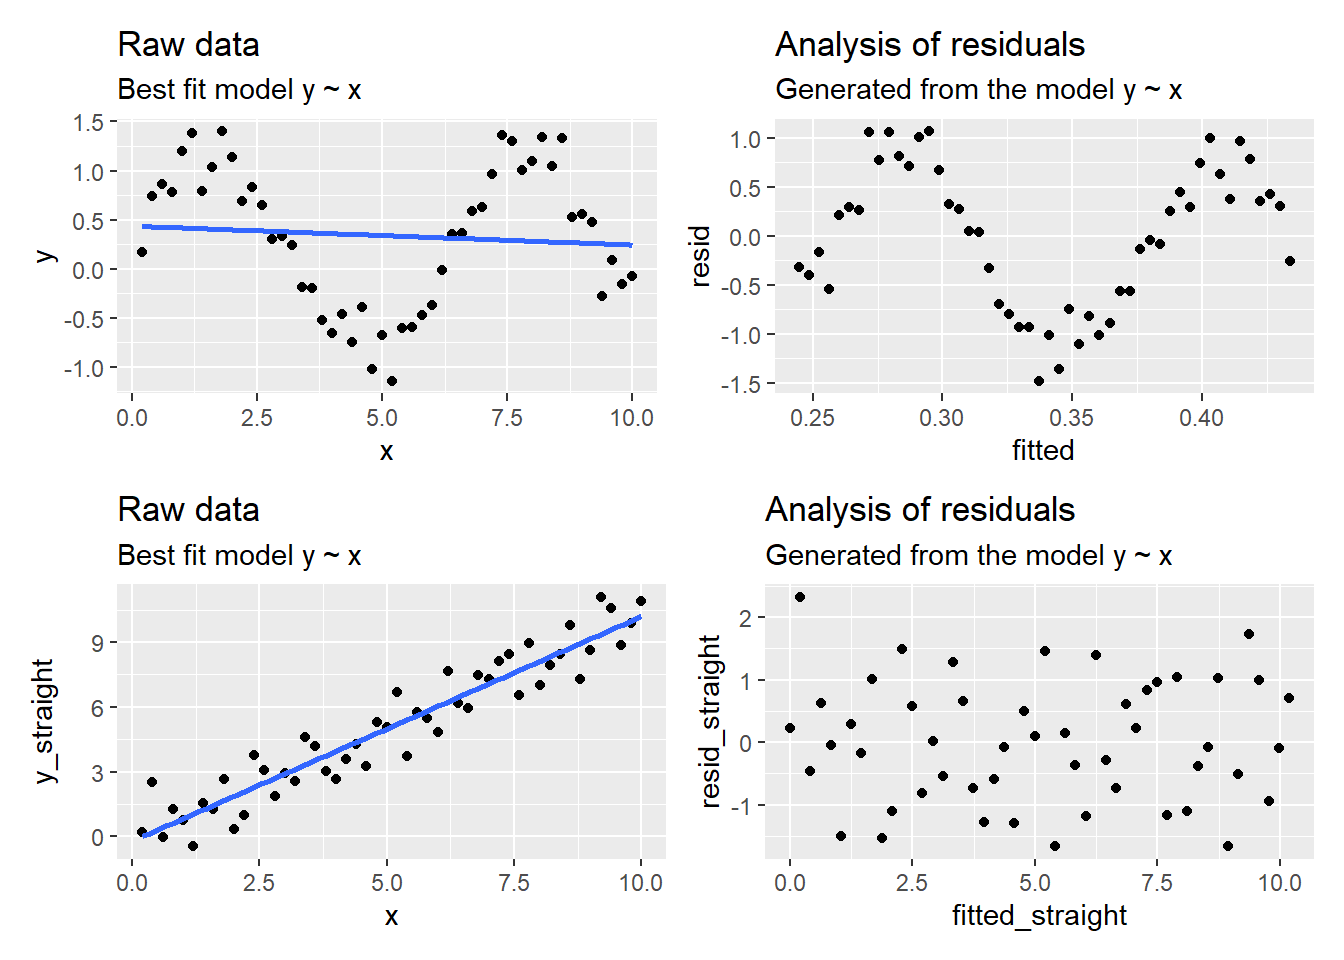 Raw data
Best fit model y ~ x
1.5
1.0
0.5
0.0
-0.5
-1.0
y
0.0 2.5 5.0 7.5 10.0
x
Analysis of residuals
Generated from the model y ~ x
1.0
0.5
0.0
-0.5
-1.0
-1.5
resid
0.25 0.30 0.35 0.40
fitted
Raw data
Best fit model y ~ x
9
6
3
0
y_straight
0.0 2.5 5.0 7.5 10.0
x
Analysis of residuals
Generated from the model y ~ x
2
1
0
-1
resid_straight
0.0 2.5 5.0 7.5 10.0
fitted_straight